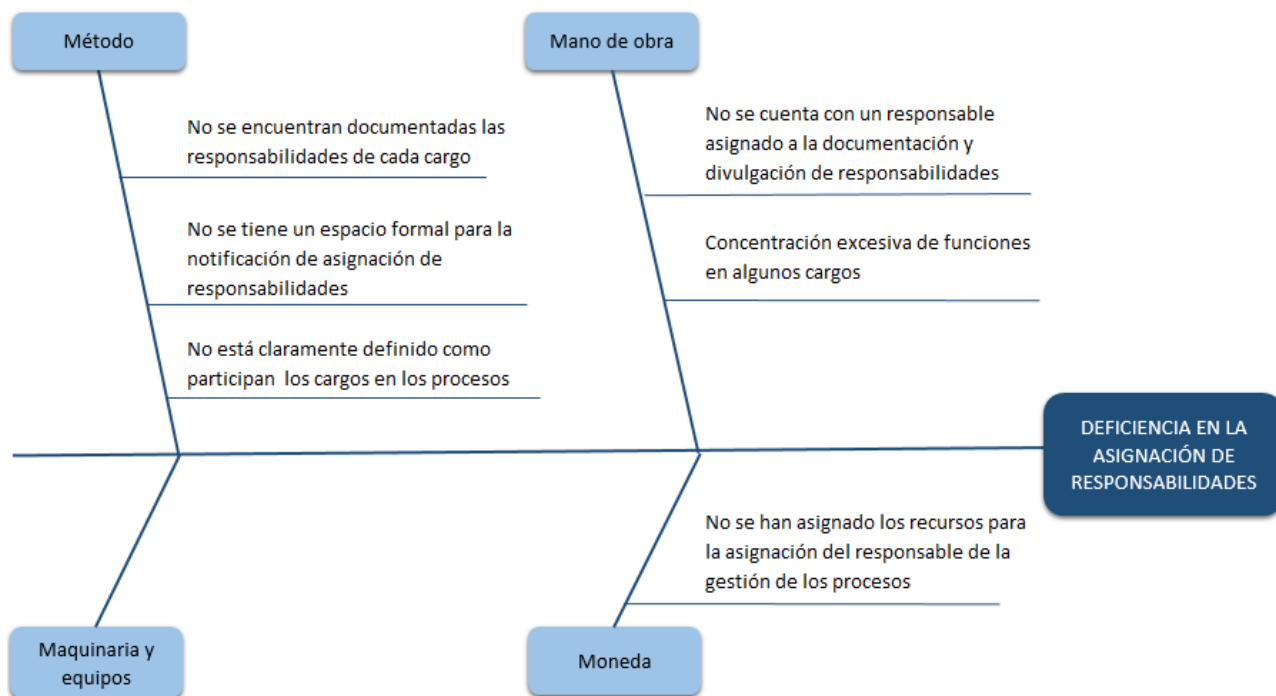 Método
No se encuentran documentadas las
responsabilidades de cada cargo
No se tiene un espacio formal para la
notificación de asignación de
responsabilidades
No está claramente definido como
participan los cargos en los procesos
Mano de obra
No se cuenta con un responsable
asignado a la documentación y
divulgación de responsabilidades
Concentración excesiva de funciones
en algunos cargos
DEFICIENCIA EN LA
ASIGNACIÓN DE
RESPONSABILIDADES
Maquinaria y
equipos
No se han asignado los recursos para
la asignación del responsable de la
gestión de los procesos
Moneda